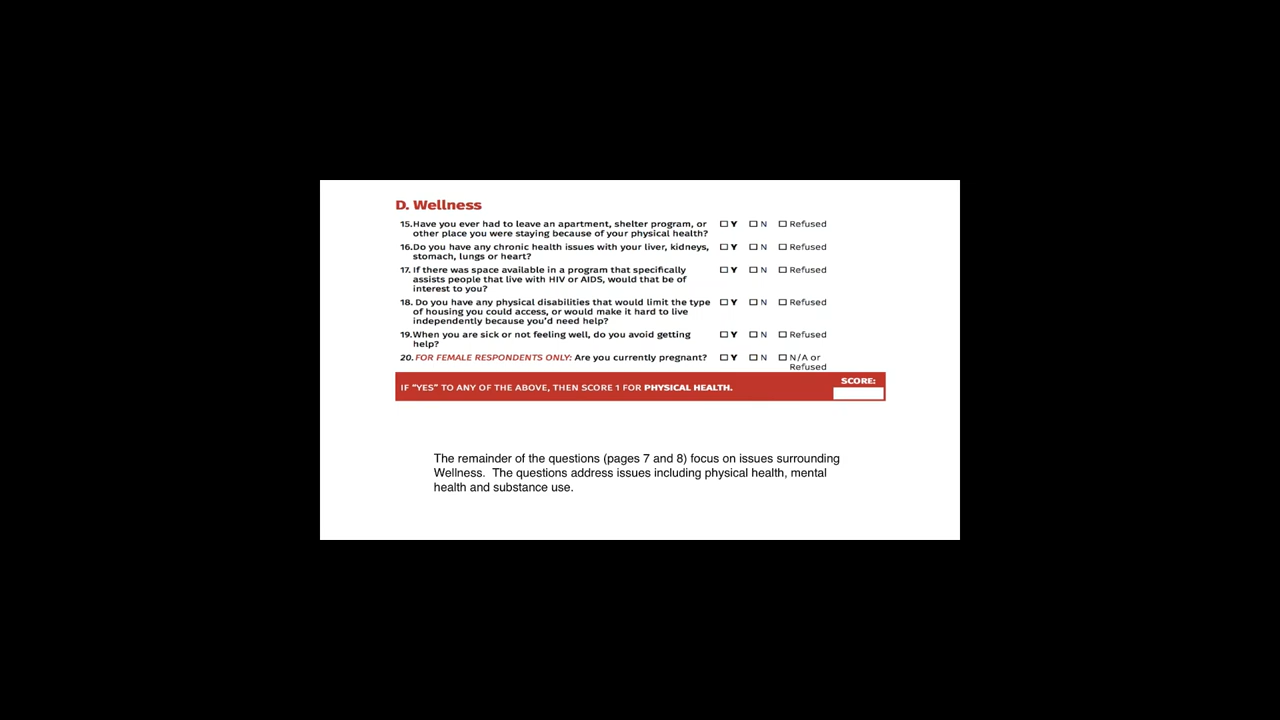 D. Wellness
15.Have you ever had to leave an apartment, shelter program, or ☐ Y ☐ N ☐ Refused
other place you were staying because of your physical health?
16.Do you have any chronic health issues with your liver, kidneys, ☐ Y ☐ N ☐ Refused
stomach, lungs or heart?
17. If there was space available in a program that specifically ☐ Y ☐ N ☐ Refused
assists people that live with HIV or AIDS, would that be of
interest to you?
18. Do you have any physical disabilities that would limit the type ☐ Y ☐ N ☐ Refused
of housing you could access, or would make it hard to live
independently because you'd need help?
19.When you are sick or not feeling well, do you avoid getting ☐ Y ☐ N ☐ Refused
help?
20. FOR FEMALE RESPONDENTS ONLY: Are you currently pregnant? ☐ Y ☐ N ☐ N/A or
Refused
IF "YES" TO ANY OF THE ABOVE, THEN SCORE 1 FOR PHYSICAL HEALTH. SCORE:
The remainder of the questions (pages 7 and 8) focus on issues surrounding
Wellness. The questions address issues including physical health, mental
health and substance use.